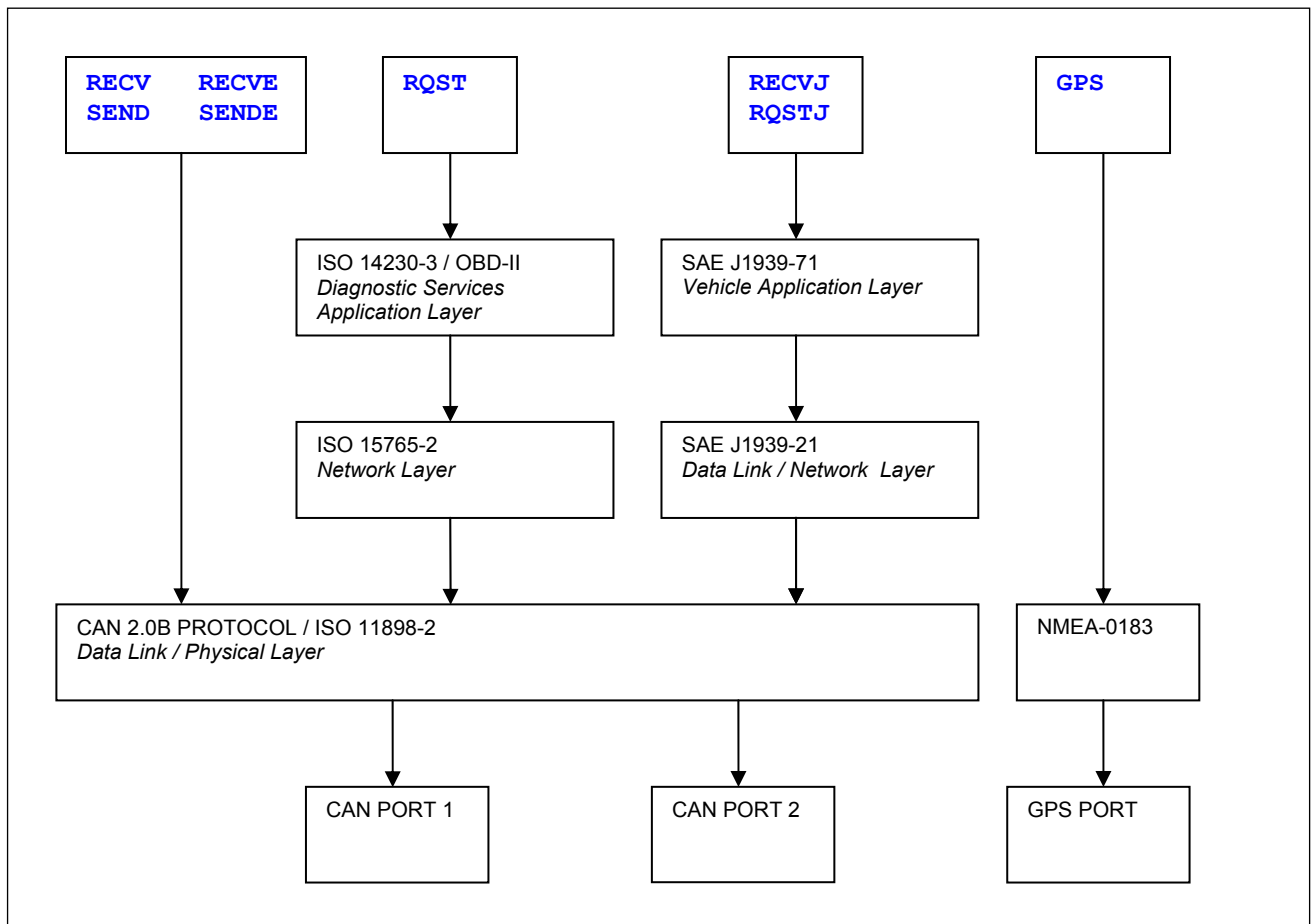 RECV RECVE
SEND SENDE
RQST
RECVJ
RQSTJ
GPS
ISO 14230-3 / OBD-II
Diagnostic Services
Application Layer
SAE J1939-71
Vehicle Application Layer
ISO 15765-2
Network Layer
SAE J1939-21
Data Link / Network Layer
CAN 2.0B PROTOCOL / ISO 11898-2
Data Link / Physical Layer
NMEA-0183
CAN PORT 1
CAN PORT 2
GPS PORT